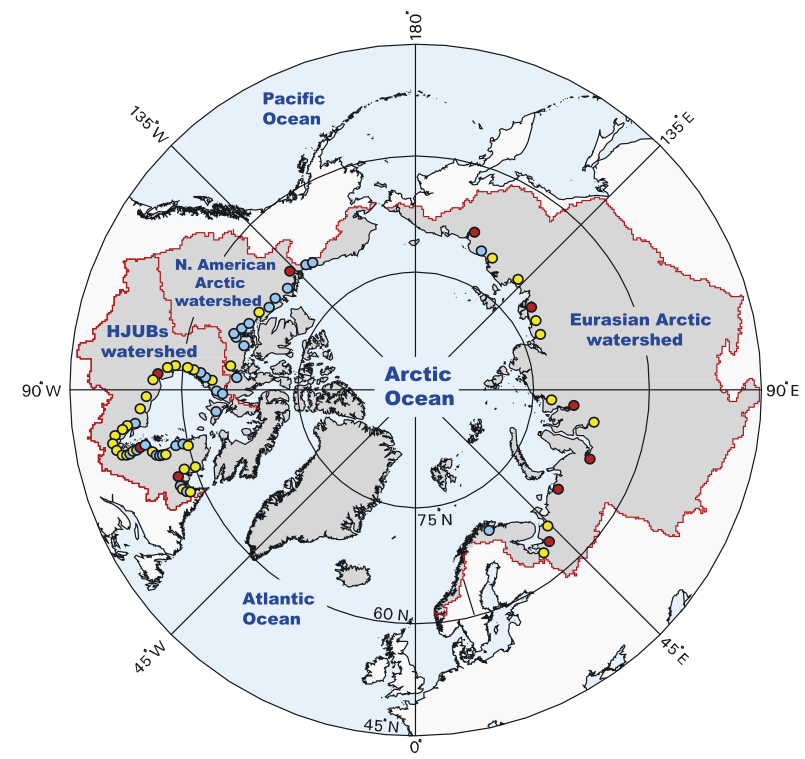 180°
Pacific
Ocean
135°W
135°E
N. American
Arctic
watershed
HJUBs
watershed
Eurasian Arctic
watershed
90°W
Arctic
Ocean
90°E
75°N
Atlantic
Ocean
60 N
45°W
45°E
45°N
0°